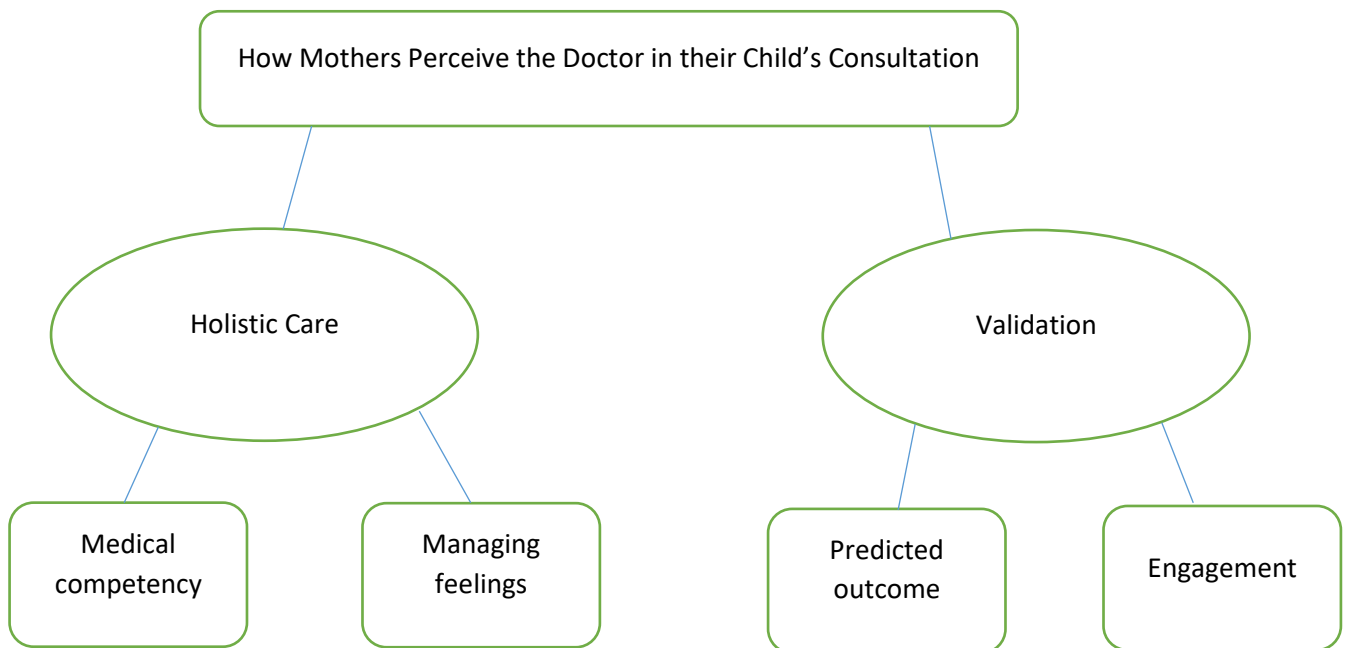 How Mothers Perceive the Doctor in their Child’s Consultation
Holistic Care
Validation
Medical
competency
Managing
feelings
Predicted
outcome
Engagement